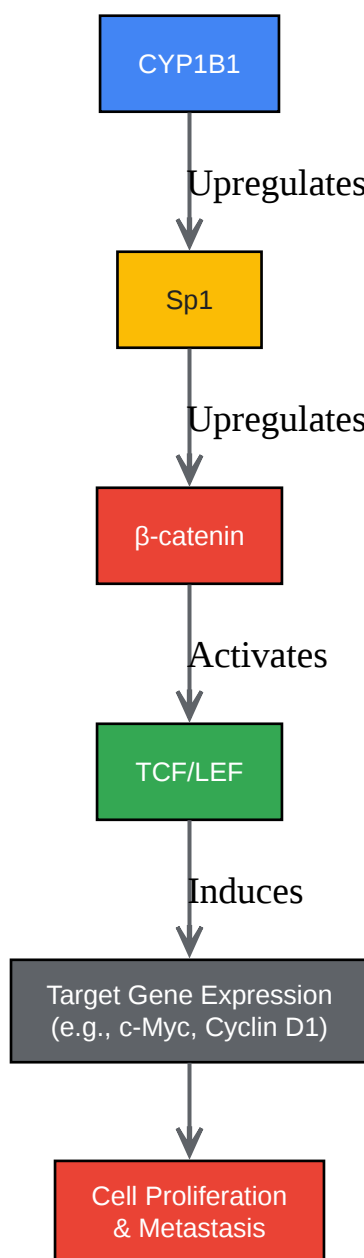 CYP1B1
Upregulates
Sp1
Upregulates
β-catenin
Activates
TCF/LEF
Induces
Target Gene Expression
(e.g., c-Myc, Cyclin D1)
Cell Proliferation
& Metastasis